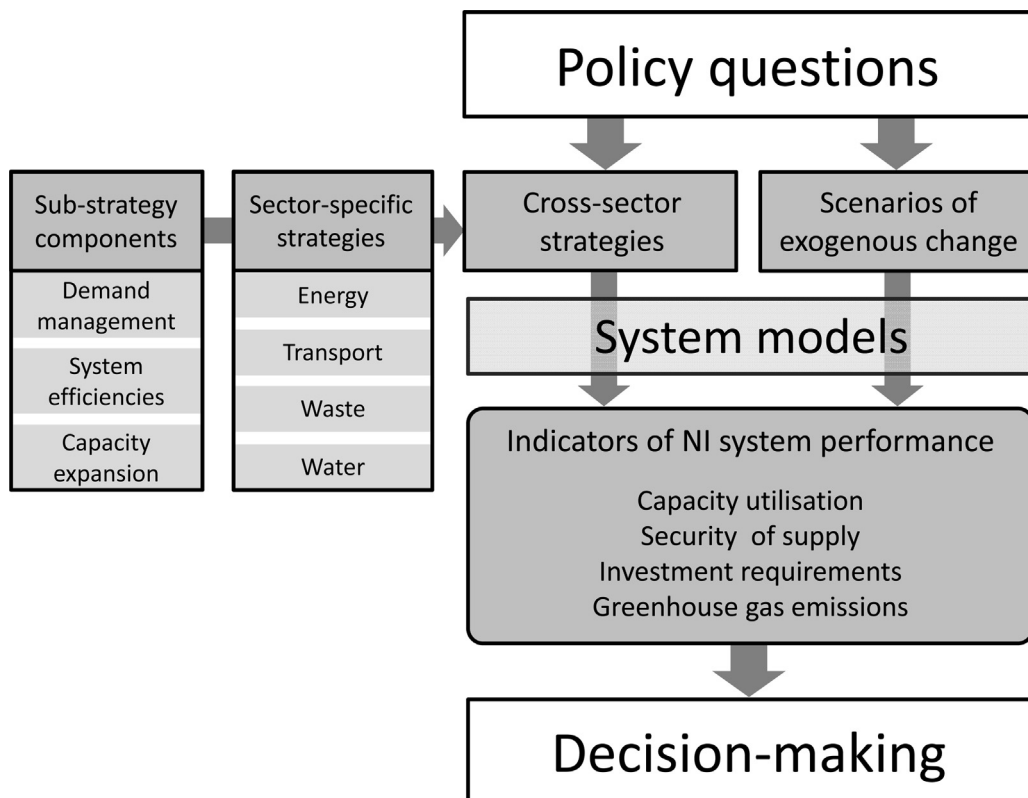 Policy questions
Sub-strategy
components
Sector-specific
strategies
Cross-sector
strategies
Scenarios of
exogenous change
Demand
management
System
efficiencies
Capacity
expansion
Energy
Transport
Waste
Water
System models
Indicators of NI system performance
Capacity utilisation
Security of supply
Investment requirements
Greenhouse gas emissions
Decision-making